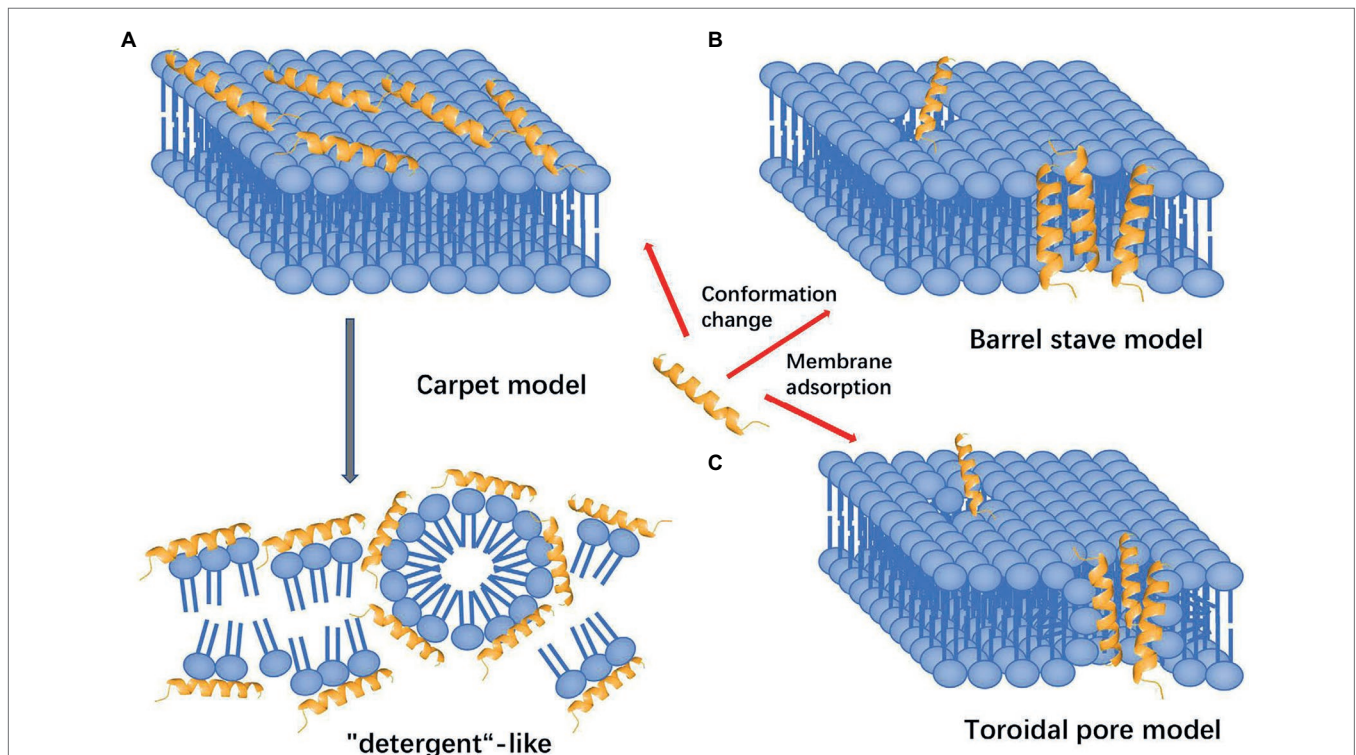 A
B
Conformation
change
Barrel stave model
Membrane
adsorption
Carpet model
C
"detergent“-like
Toroidal pore model